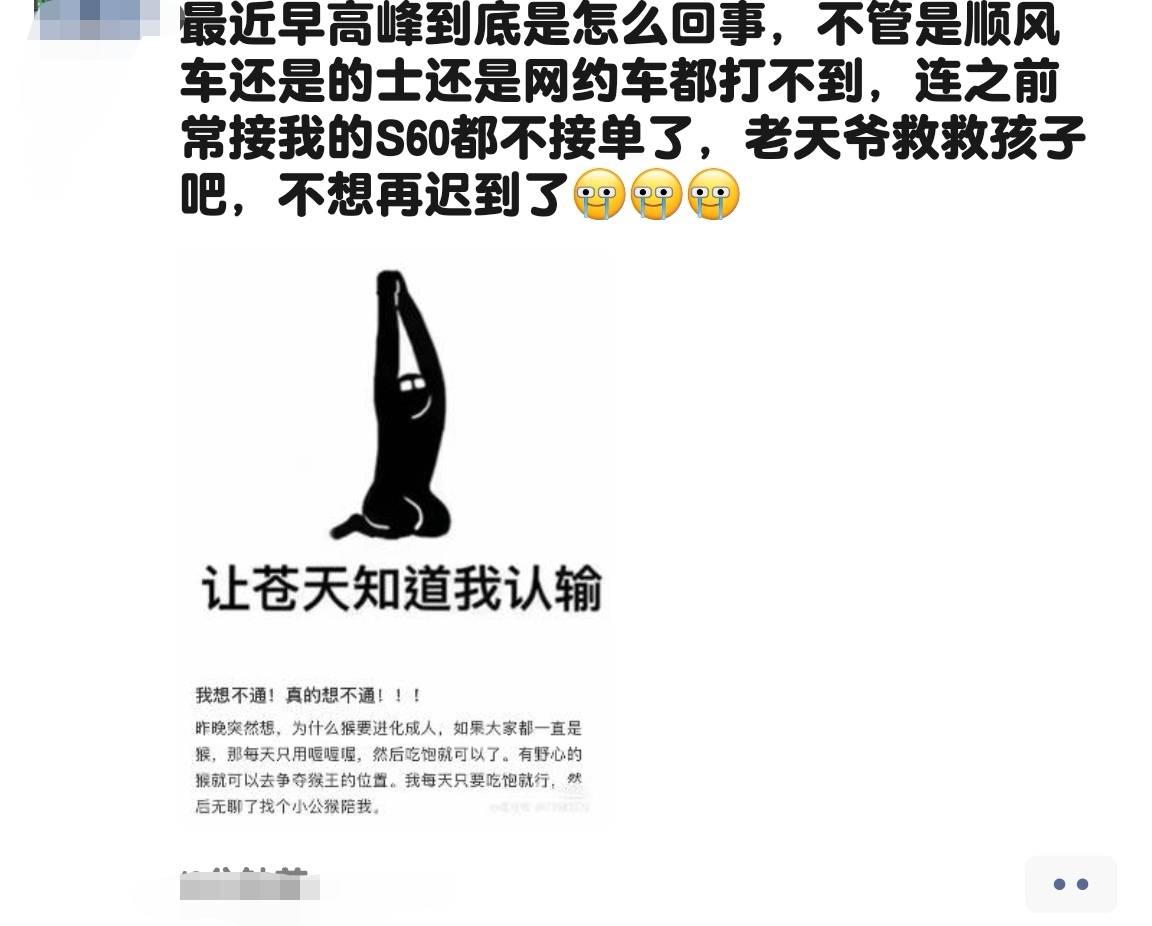 最近早高峰到底是怎么回事，不管是顺风
车还是的士还是网约车都打不到，连之前
常接我的S60都不接单了，老天爷救救孩子
吧，不想再迟到了
让苍天知道我认输
我想不通！真的想不通！！！
昨晚突然想，为什么猴要进化成人，如果大家都一直是
猴，那每天只用喔喔喔，然后吃饱就可以了。有野心的
猴就可以去争夺猴王的位置。我每天只要吃饱就行，然
后无聊了找个小公猴陪我。